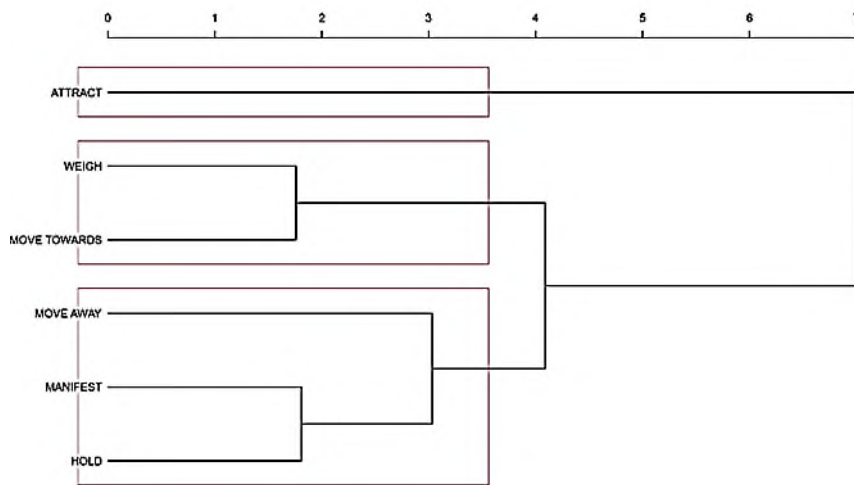 0 1 2 3 4 5 6
ATTRACT
WEIGH
MOVE TOWARDS
MOVE AWAY
MANIFEST
HOLD